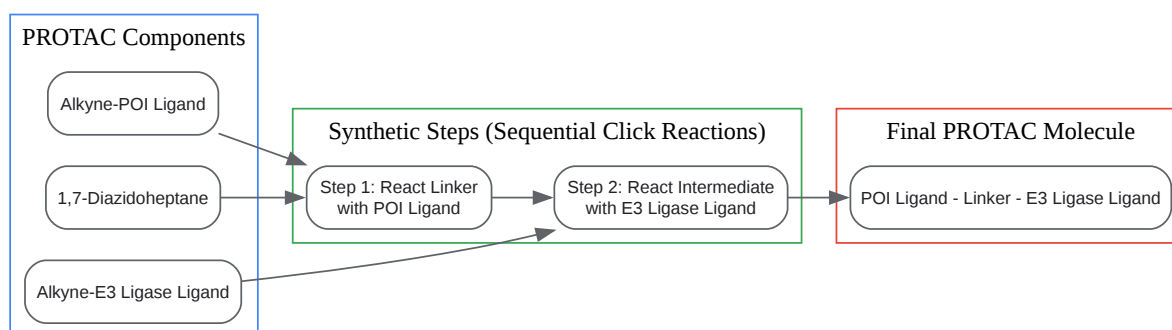 PROTAC Components
Alkyne-POI Ligand
1,7-Diazidoheptane
Alkyne-E3 Ligase Ligand
Synthetic Steps (Sequential Click Reactions)
Step 1: React Linker
with POI Ligand
Step 2: React Intermediate
with E3 Ligase Ligand
Final PROTAC Molecule
POI Ligand - Linker - E3 Ligase Ligand